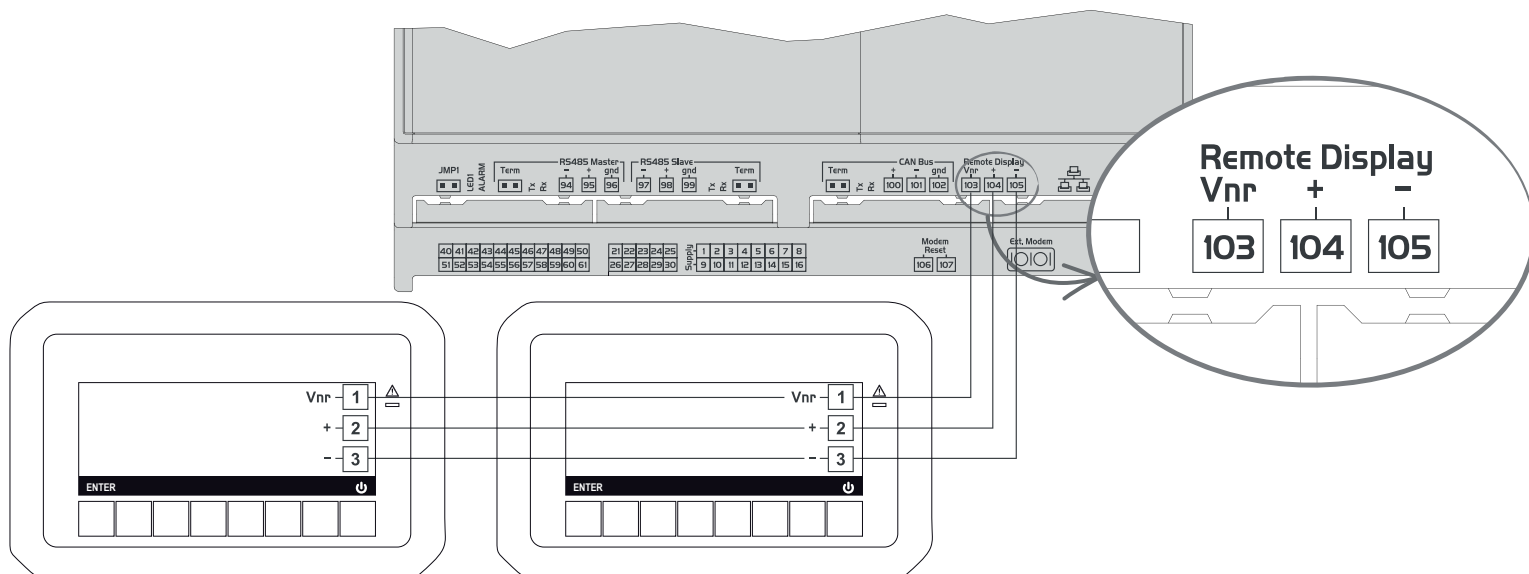 JMP1
LED1
ALARM
Term
RS485 Master
Tx
Rx
- + gnd
94 95 96
RS485 Slave
- + gnd
97 98 99
Tx
Rx
Term
Term
CAN Bus
Tx
Rx
+ - gnd
100 101 102
Remote Display
Vnr + -
103 104 105
40 41 42 43 44 45 46 47 48 49 50
51 52 53 54 55 56 57 58 59 60 61
21 22 23 24 25
26 27 28 29 30
Supply
1 2 3 4 5 6 7 8
9 10 11 12 13 14 15 16
Modem
Reset
106 107
Ext. Modem
Remote Display
Vnr + -
103 104 105
Vnr 1
+ 2
- 3
ENTER
Vnr 1
+ 2
- 3
ENTER